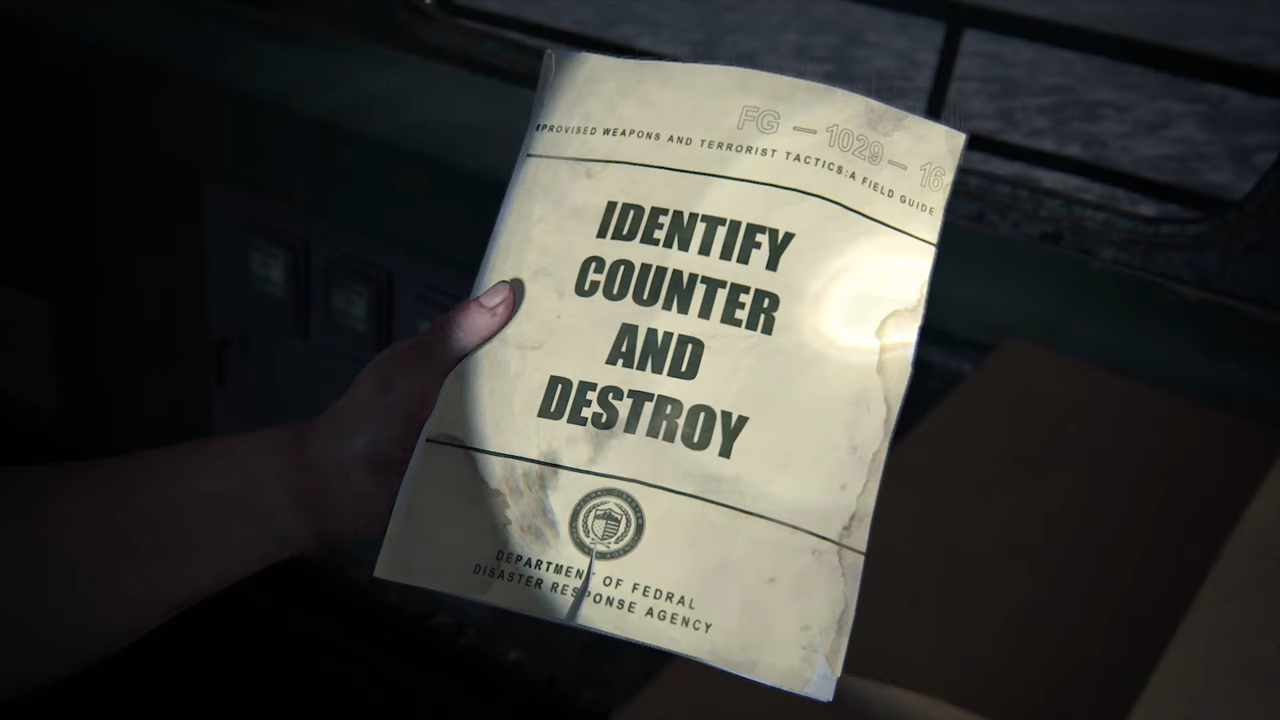 FG — 1029 — 16
IMPROVISED WEAPONS AND TERRORIST TACTICS: A FIELD GUIDE
IDENTIFY
COUNTER
AND
DESTROY
DEPARTMENT OF FEDRAL
DISASTER RESPONSE AGENCY